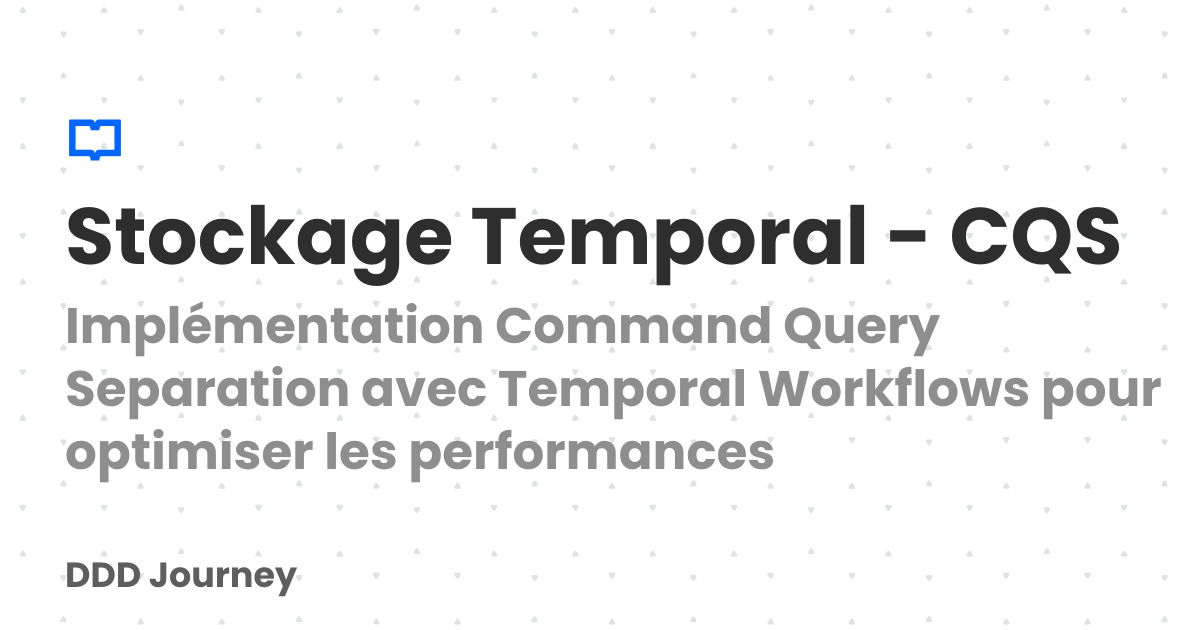 Stockage Temporal - CQS
Implémentation Command Query
Separation avec Temporal Workflows pour
optimiser les performances
DDD Journey